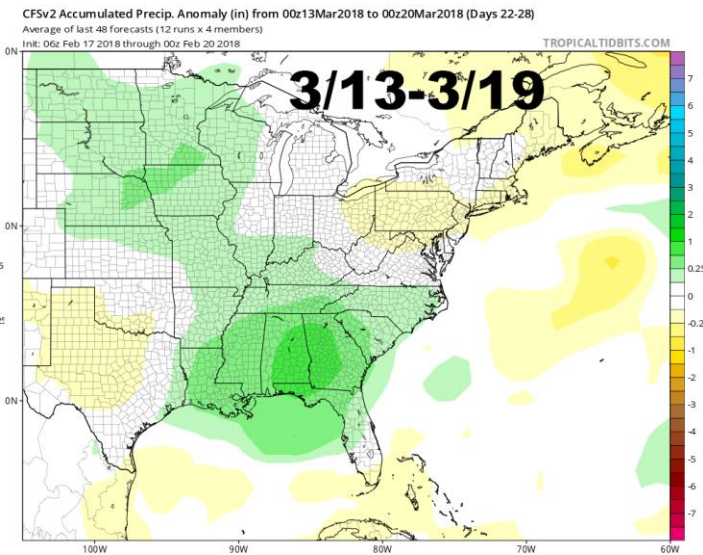 CFSv2 Accumulated Precip. Anomaly (in) from 00z13Mar2018 to 00z20Mar2018 (Days 22-28)
Average of last 48 forecasts (12 runs x 4 members)
Init: 06z Feb 17 2018 through 00z Feb 20 2018
TROPICALTIDBITS.COM
3/13-3/19
0N
0N
0N
100W
90W
80W
70W
60W
7
6
5
4
3
2
1
0.25
0
-0.2
-1
-2
-3
-4
-5
-6
-7